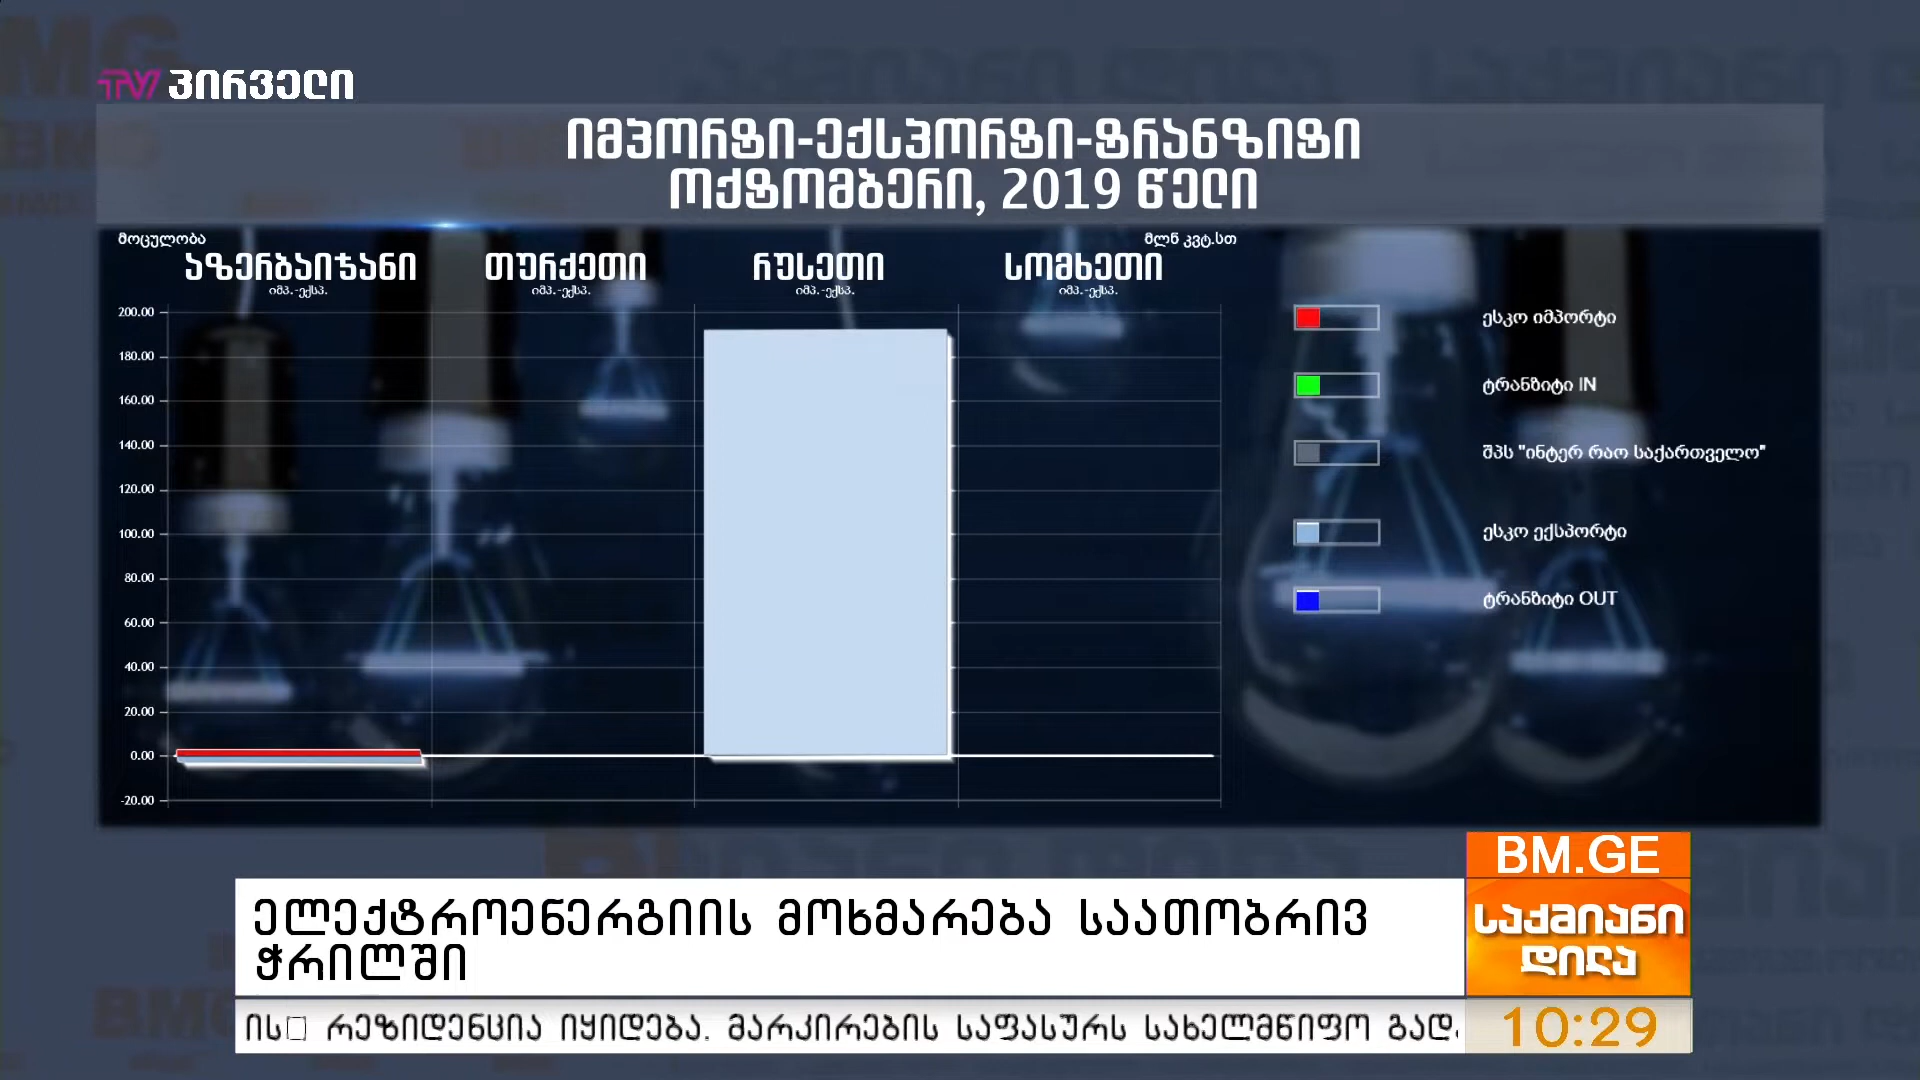 TV პირველი
იმპორტი-ექსპორტი-ტრანზიტი
ოქტომბერი, 2019 წელი
მოცულობა
მლნ კვტ.სთ
აზერბაიჯანი
თურქეთი
რუსეთი
სომხეთი
იმპ.-ექსპ.
იმპ.-ექსპ.
იმპ.-ექსპ.
იმპ.-ექსპ.
200.00
180.00
160.00
140.00
120.00
100.00
80.00
60.00
40.00
20.00
0.00
-20.00
ესკო იმპორტი
ტრანზიტი IN
შპს "ინტერ რაო საქართველო"
ესკო ექსპორტი
ტრანზიტი OUT
BM.GE
ელექტროენერგიის მოხმარება საათობრივ
ჭრილში
საქმიანი
დილა
ის რეზიდენცია იყიდება. მარკირების საფასურს სახელმწიფო გად
10:29